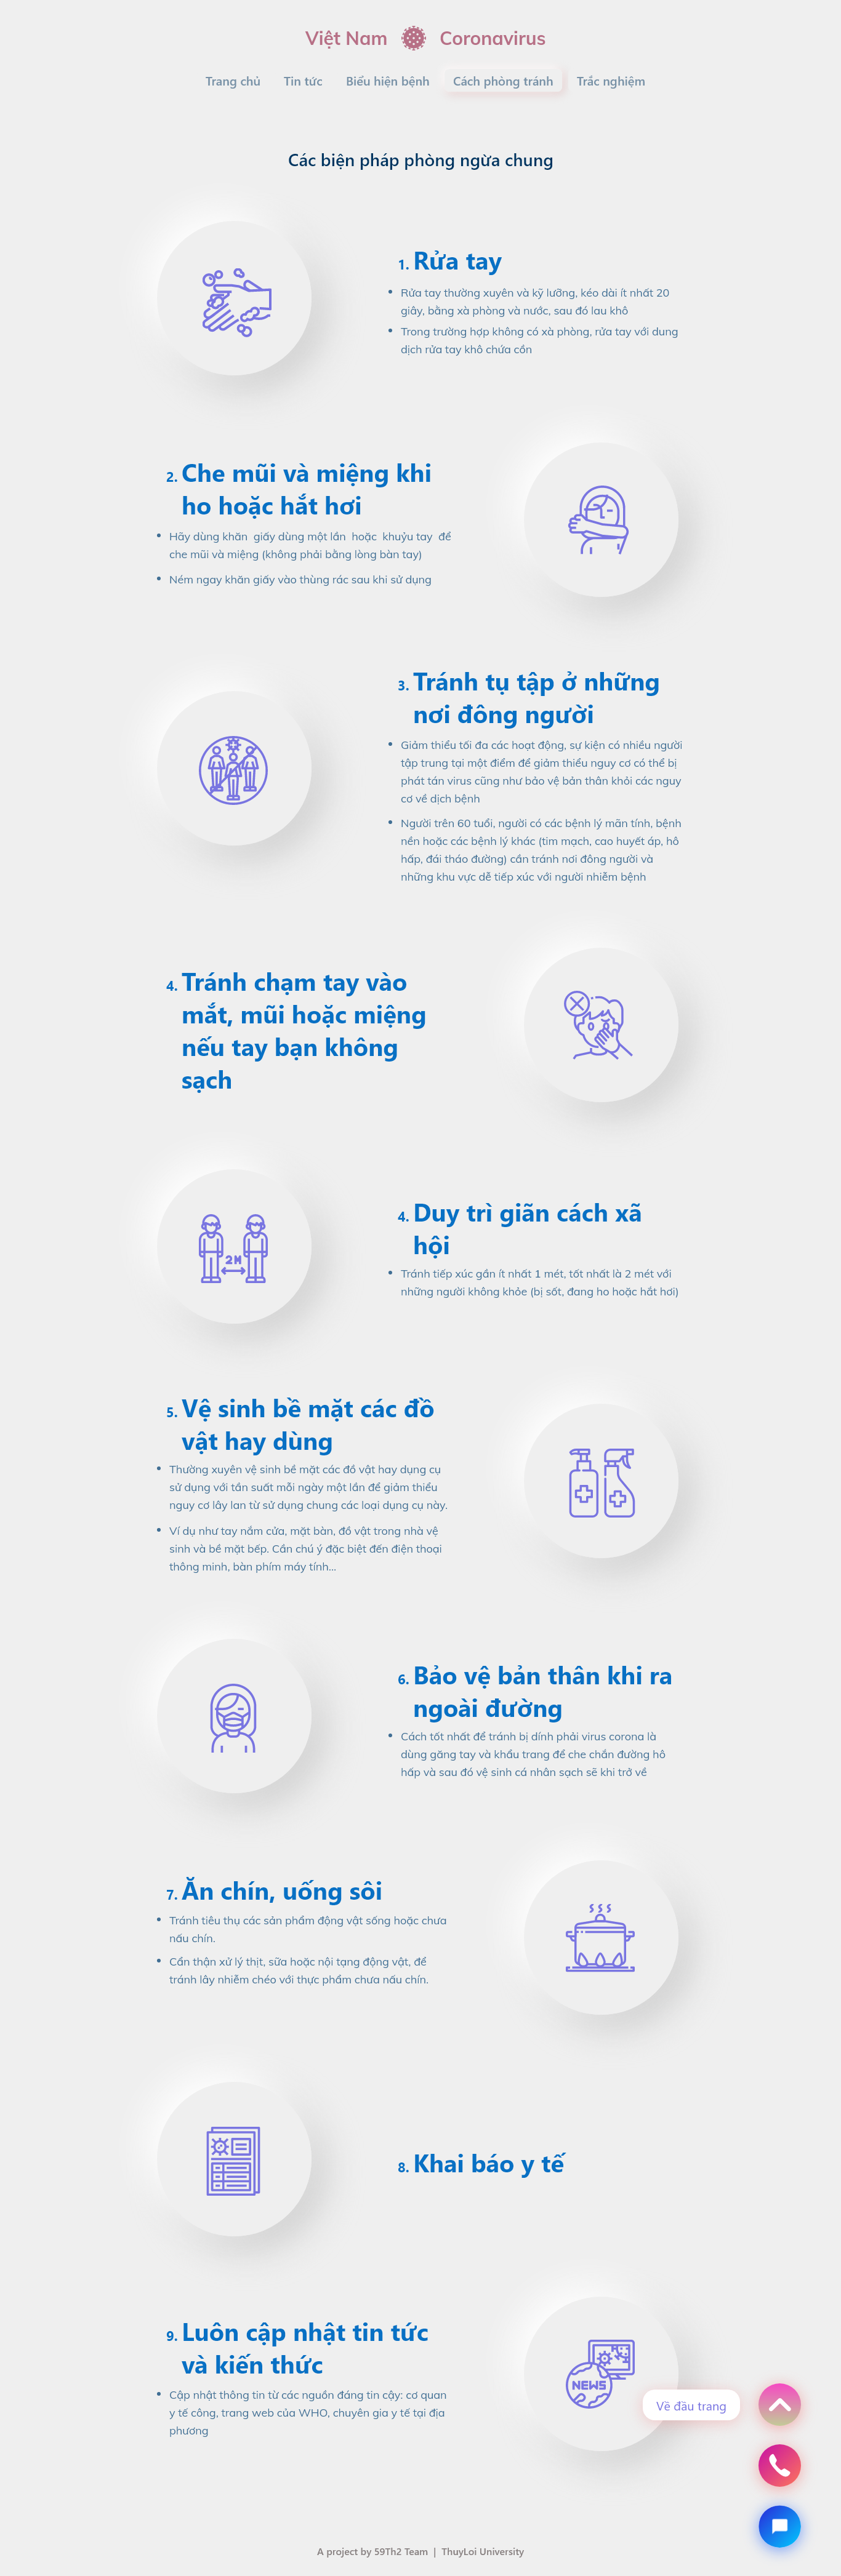 Việt Nam Coronavirus
Trang chủ Tin tức Biểu hiện bệnh Cách phòng tránh Trắc nghiệm
Các biện pháp phòng ngừa chung
1. Rửa tay
Rửa tay thường xuyên và kỹ lưỡng, kéo dài ít nhất 20
giây, bằng xà phòng và nước, sau đó lau khô
Trong trường hợp không có xà phòng, rửa tay với dung
dịch rửa tay khô chứa cồn
2. Che mũi và miệng khi
ho hoặc hắt hơi
Hãy dùng khăn giấy dùng một lần hoặc khuỷu tay để
che mũi và miệng (không phải bằng lòng bàn tay)
Ném ngay khăn giấy vào thùng rác sau khi sử dụng
3. Tránh tụ tập ở những
nơi đông người
Giảm thiểu tối đa các hoạt động, sự kiện có nhiều người
tập trung tại một điểm để giảm thiểu nguy cơ có thể bị
phát tán virus cũng như bảo vệ bản thân khỏi các nguy
cơ về dịch bệnh
Người trên 60 tuổi, người có các bệnh lý mãn tính, bệnh
nền hoặc các bệnh lý khác (tim mạch, cao huyết áp, hô
hấp, đái tháo đường) cần tránh nơi đông người và
những khu vực dễ tiếp xúc với người nhiễm bệnh
4. Tránh chạm tay vào
mắt, mũi hoặc miệng
nếu tay bạn không
sạch
2M
4. Duy trì giãn cách xã
hội
Tránh tiếp xúc gần ít nhất 1 mét, tốt nhất là 2 mét với
những người không khỏe (bị sốt, đang ho hoặc hắt hơi)
5. Vệ sinh bề mặt các đồ
vật hay dùng
Thường xuyên vệ sinh bề mặt các đồ vật hay dụng cụ
sử dụng với tần suất mỗi ngày một lần để giảm thiểu
nguy cơ lây lan từ sử dụng chung các loại dụng cụ này.
Ví dụ như tay nắm cửa, mặt bàn, đồ vật trong nhà vệ
sinh và bề mặt bếp. Cần chú ý đặc biệt đến điện thoại
thông minh, bàn phím máy tính...
6. Bảo vệ bản thân khi ra
ngoài đường
Cách tốt nhất để tránh bị dính phải virus corona là
dùng găng tay và khẩu trang để che chắn đường hô
hấp và sau đó vệ sinh cá nhân sạch sẽ khi trở về
7. Ăn chín, uống sôi
Tránh tiêu thụ các sản phẩm động vật sống hoặc chưa
nấu chín.
Cẩn thận xử lý thịt, sữa hoặc nội tạng động vật, để
tránh lây nhiễm chéo với thực phẩm chưa nấu chín.
8. Khai báo y tế
9. Luôn cập nhật tin tức
và kiến thức
Cập nhật thông tin từ các nguồn đáng tin cậy: cơ quan
y tế công, trang web của WHO, chuyên gia y tế tại địa
phương
NEWS
Về đầu trang
A project by 59Th2 Team | ThuyLoi University